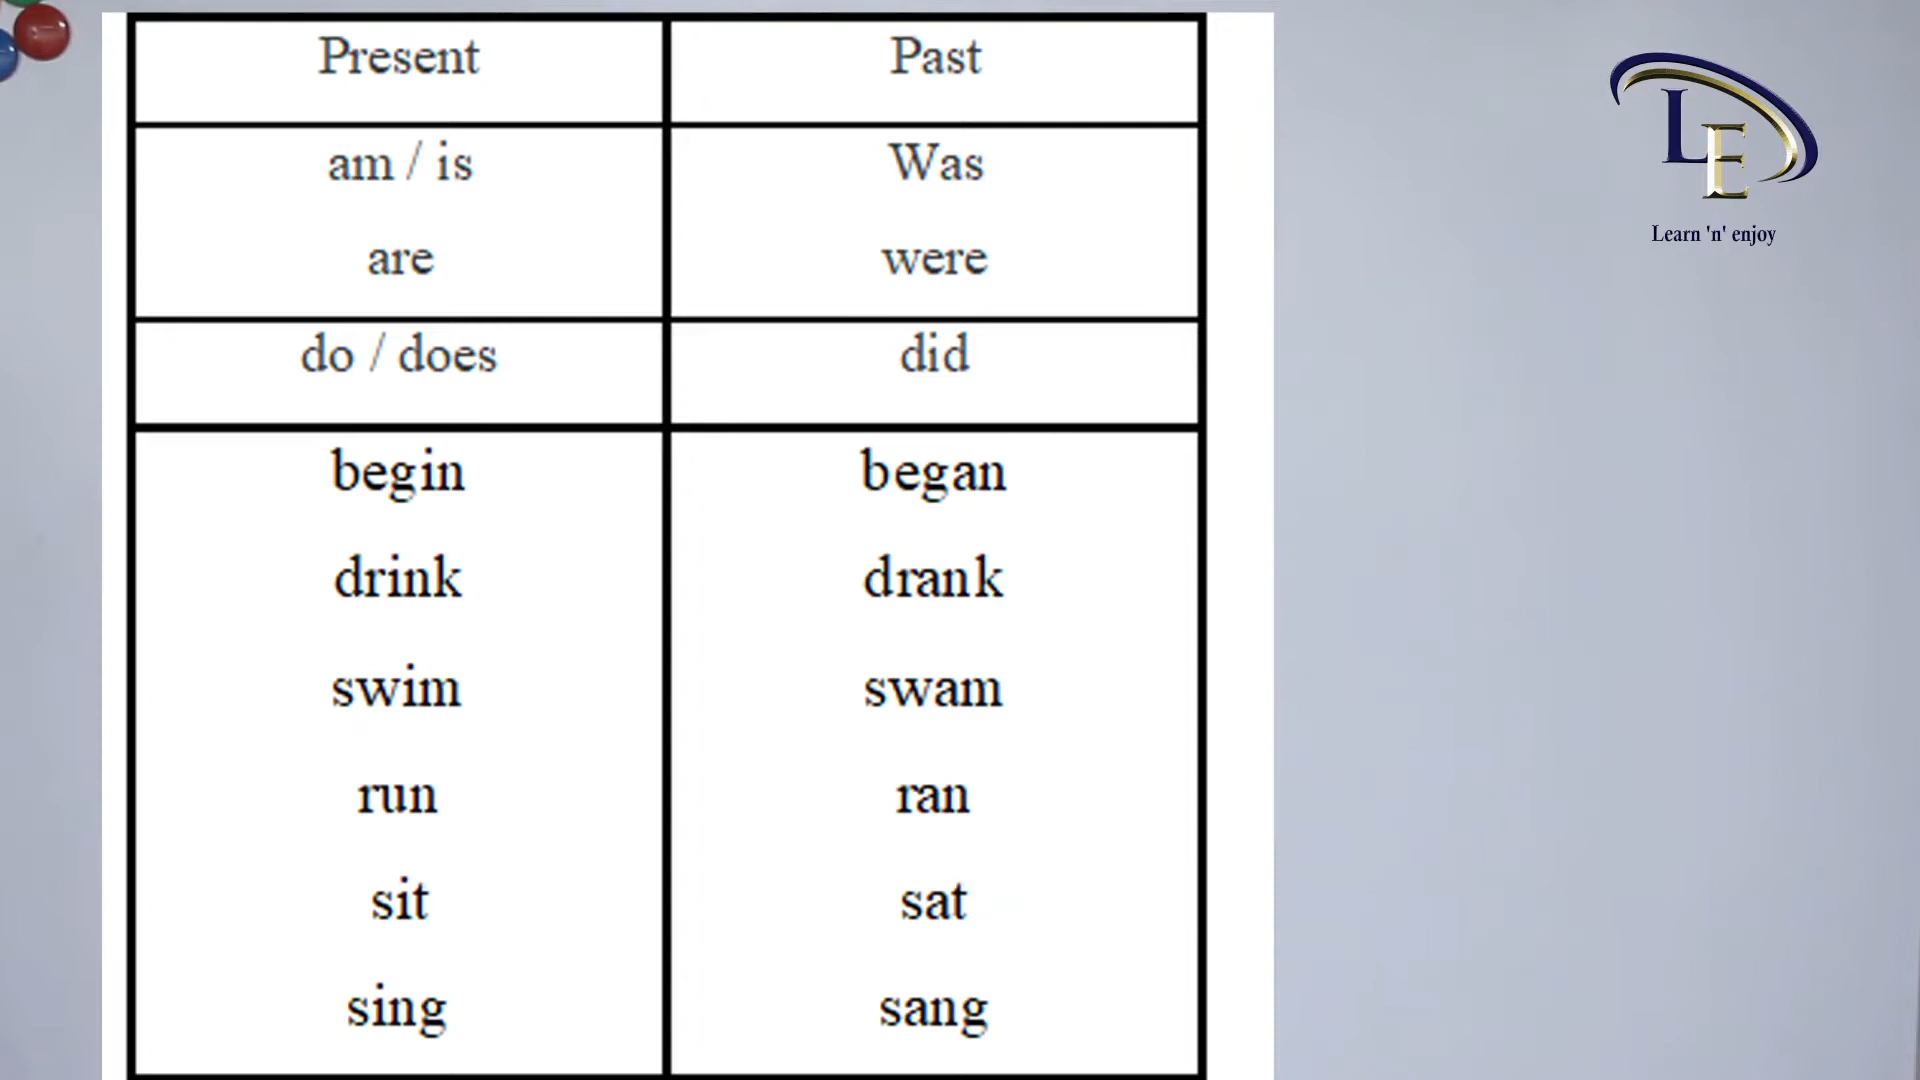 Present Past
am / is Was
are were
do / does did
begin began
drink drank
swim swam
run ran
sit sat
sing sang
LE
Learn 'n' enjoy